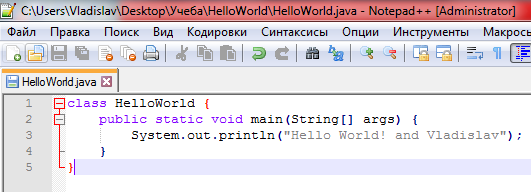 C:\Users\Vladislav\Desktop\Учеба\HelloWorld\HelloWorld.java - Notepad++ [Administrator]
Файл Правка Поиск Вид Кодировки Синтаксисы Опции Инструменты Макросы
HelloWorld.java
1 class HelloWorld {
2 public static void main(String[] args) {
3 System.out.println("Hello World! and Vladislav");
4 }
5 }